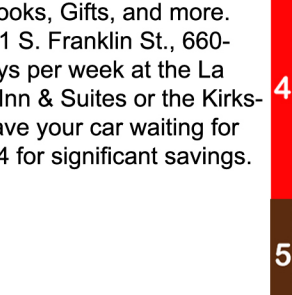 ooks, Gifts, and more.
1 S. Franklin St., 660-
ys per week at the La
Inn & Suites or the Kirks-
ave your car waiting for
4 for significant savings.
4
5